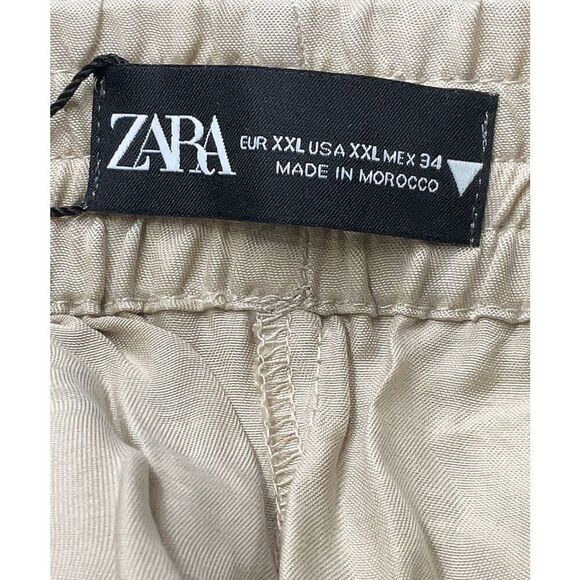 ZARA
EUR XXL USA XXL MEX 34
MADE IN MOROCCO